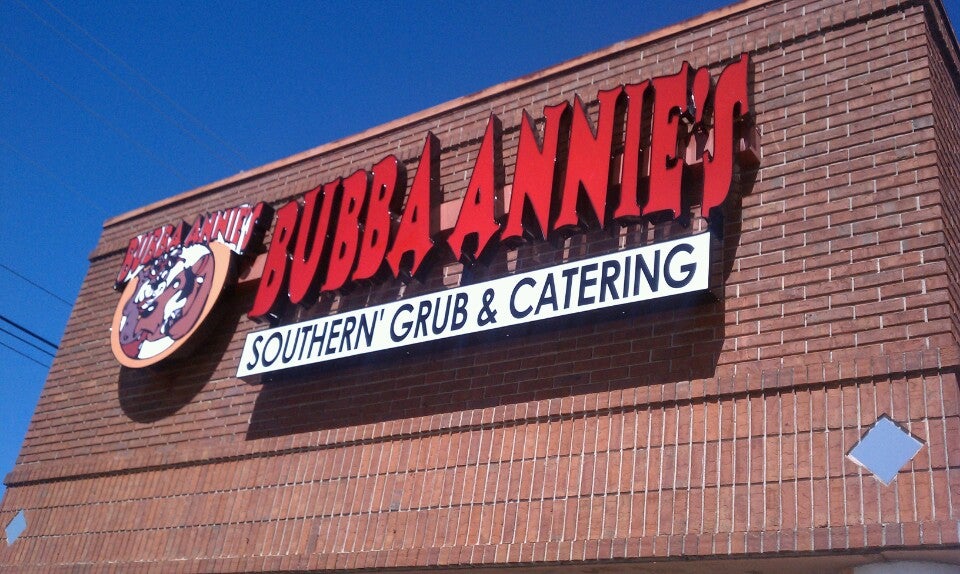 BUBBA ANNIE'S
BUBBA ANNIE'S
SOUTHERN' GRUB & CATERING